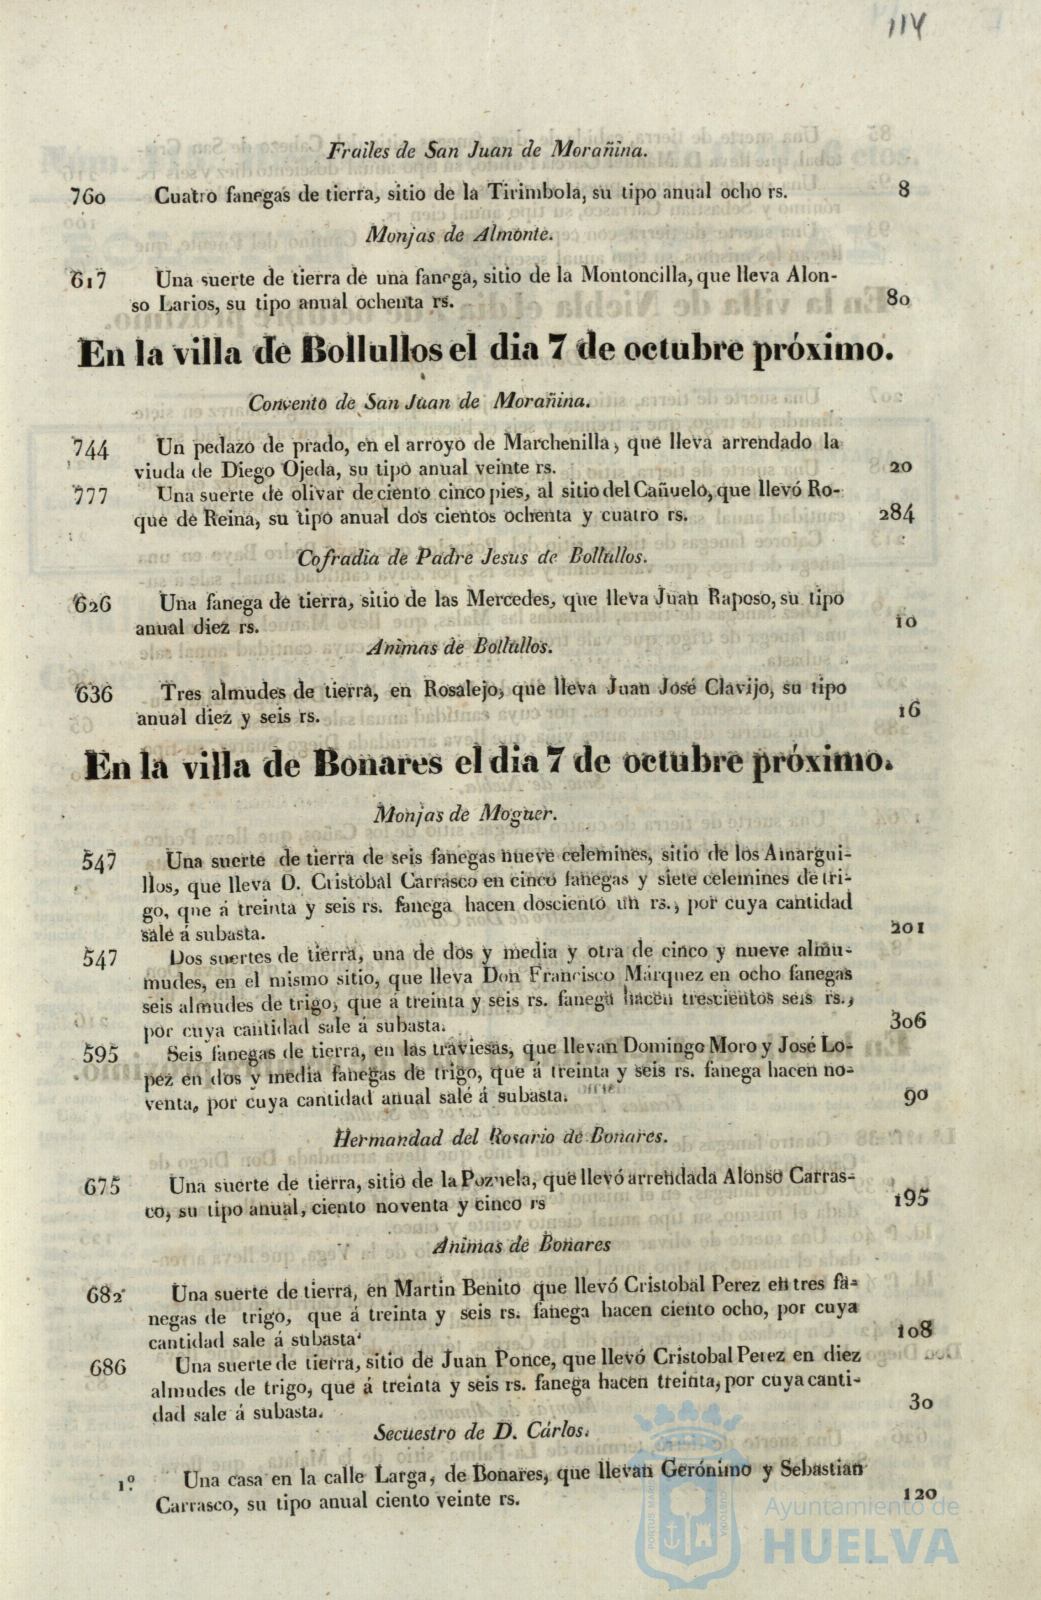 114
Frailes de San Juan de Morañina.
760 Cuatro fanegas de tierra, sitio de la Tirimbola, su tipo anual ocho rs. 8
Monjas de Almonte.
617 Una suerte de tierra de una fanega, sitio de la Montoncilla, que lleva Alon-
so Larios, su tipo anual ochenta rs. 80
En la villa de Bollullos el dia 7 de octubre próximo.
Convento de San Juan de Morañina.
744 Un pedazo de prado, en el arroyo de Marchenilla, que lleva arrendado la
viuda de Diego Ojeda, su tipo anual veinte rs. 20
777 Una suerte de olivar de ciento cinco pies, al sitio del Cañuelo, que llevó Ro-
que de Reina, su tipo anual dos cientos ochenta y cuatro rs. 284
Cofradia de Padre Jesus de Bollullos.
626 Una fanega de tierra, sitio de las Mercedes, que lleva Juan Raposo, su tipo
anual diez rs. 10
Animas de Bollullos.
636 Tres almudes de tierra, en Rosalejo, que lleva Juan José Clavijo, su tipo
anual diez y seis rs. 16
En la villa de Bonares el dia 7 de octubre próximo.
Monjas de Moguer.
547 Una suerte de tierra de seis fanegas nueve celemines, sitio de los Amargui-
llos, que lleva D. Cristóbal Carrasco en cinco fanegas y siete celemines de tri-
go, que á treinta y seis rs. fanega hacen dosciento un rs., por cuya cantidad
sale á subasta. 201
547 Dos suertes de tierra, una de dos y media y otra de cinco y nueve almu-
mudes, en el mismo sitio, que lleva Don Francisco Márquez en ocho fanegas
seis almudes de trigo, que á treinta y seis rs. fanega hacen trescientos seis rs.,
por cuya cantidad sale á subasta. 306
595 Seis fanegas de tierra, en las traviesas, que llevan Domingo Moro y José Lo-
pez en dos y media fanegas de trigo, que á treinta y seis rs. fanega hacen no-
venta, por cuya cantidad anual sale á subasta. 90
Hermandad del Rosario de Bonares.
675 Una suerte de tierra, sitio de la Pozuela, que llevó arrendada Alonso Carras-
co, su tipo anual, ciento noventa y cinco rs 195
Animas de Bonares
682 Una suerte de tierra, en Martin Benito que llevó Cristobal Perez en tres fa-
negas de trigo, que á treinta y seis rs. fanega hacen ciento ocho, por cuya
cantidad sale á subasta. 108
686 Una suerte de tierra, sitio de Juan Ponce, que llevó Cristobal Perez en diez
almudes de trigo, que á treinta y seis rs. fanega hacen treinta, por cuya canti-
dad sale á subasta. 30
Secuestro de D. Cárlos.
1.º Una casa en la calle Larga, de Bonares, que llevan Gerónimo y Sebastian
Carrasco, su tipo anual ciento veinte rs. 120
Ayuntamiento de
HUELVA